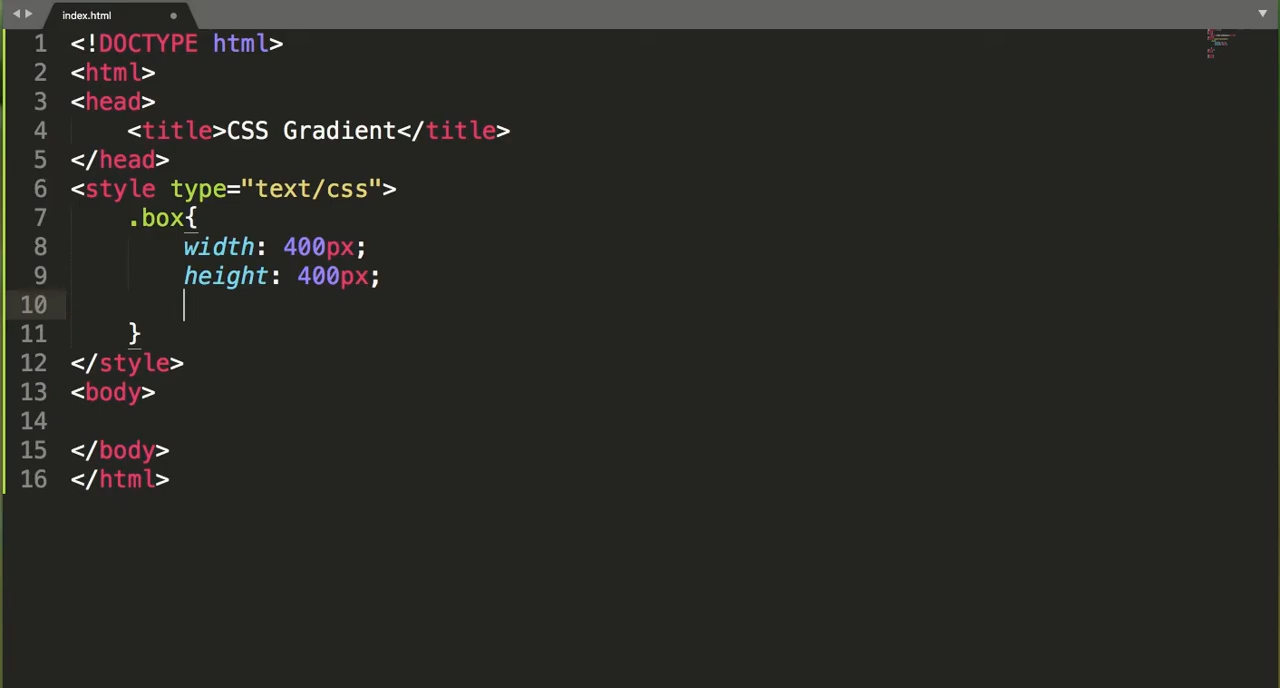 index.html
1 <!DOCTYPE html>
2 <html>
3 <head>
4     <title>CSS Gradient</title>
5 </head>
6 <style type="text/css">
7     .box{
8         width: 400px;
9         height: 400px;
10
11     }
12 </style>
13 <body>
14
15 </body>
16 </html>